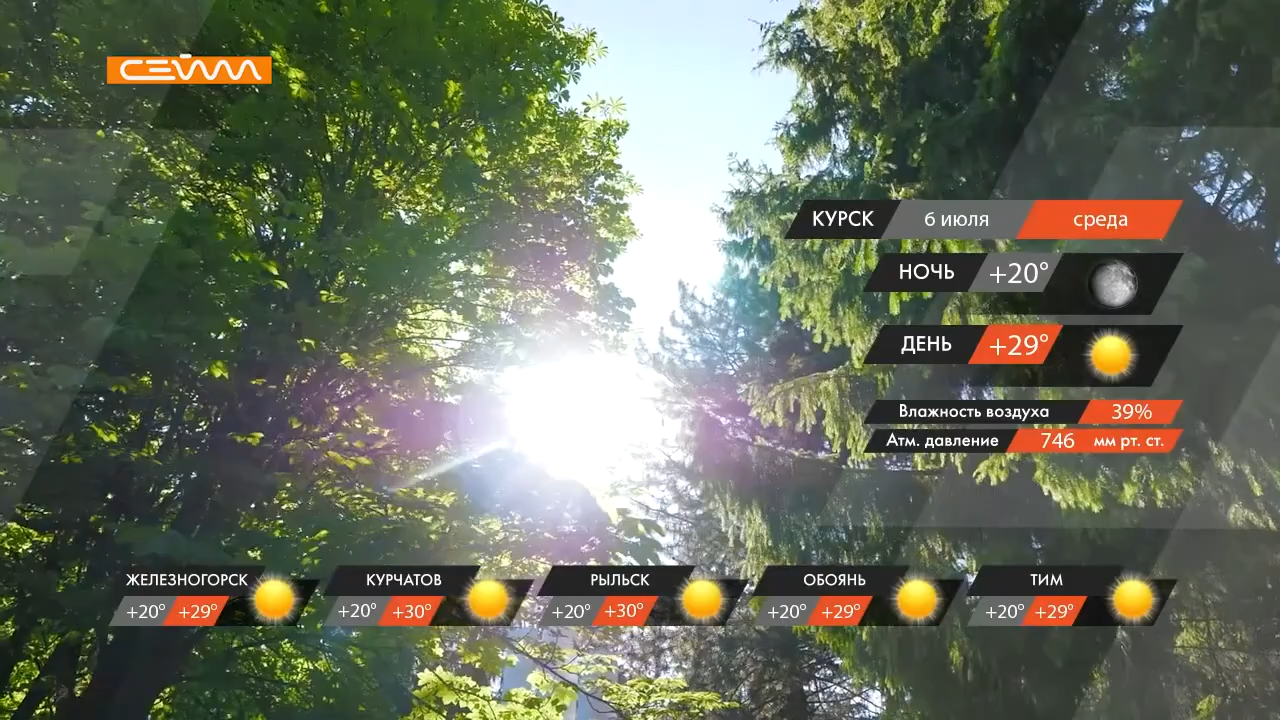 СЕЙМ
КУРСК 6 июля среда
НОЧЬ +20°
ДЕНЬ +29°
Влажность воздуха 39%
Атм. давление 746 мм рт. ст.
ЖЕЛЕЗНОГОРСК КУРЧАТОВ РЫЛЬСК ОБОЯНЬ ТИМ
+20° +29° +20° +30° +20° +30° +20° +29° +20° +29°